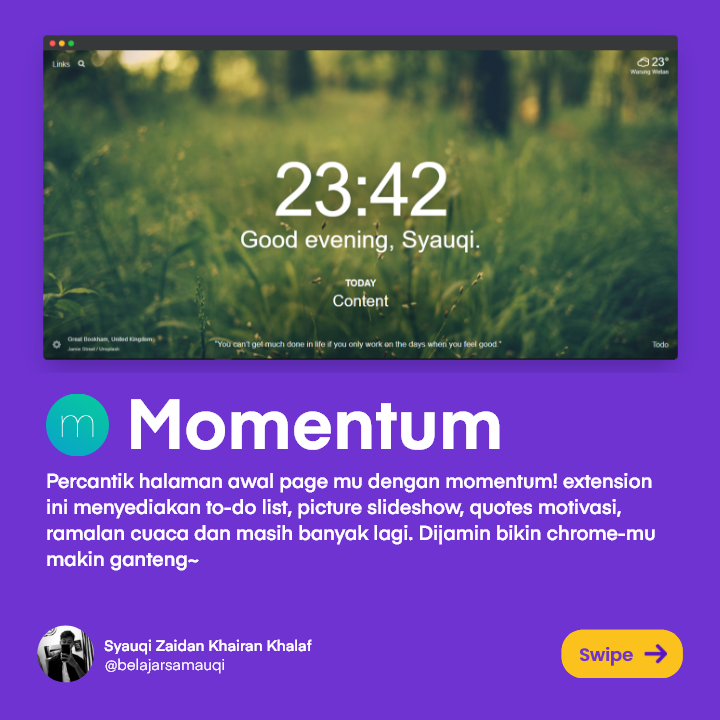 Links
23°
Warung Wetan
23:42
Good evening, Syauqi.
TODAY
Content
Great Bookham, United Kingdom
Jamie Street / Unsplash
"You can't get much done in life if you only work on the days when you feel good."
Todo
m
Momentum
Percantik halaman awal page mu dengan momentum! extension
ini menyediakan to-do list, picture slideshow, quotes motivasi,
ramalan cuaca dan masih banyak lagi. Dijamin bikin chrome-mu
makin ganteng~
Syauqi Zaidan Khairan Khalaf
@belajarsamauqi
Swipe